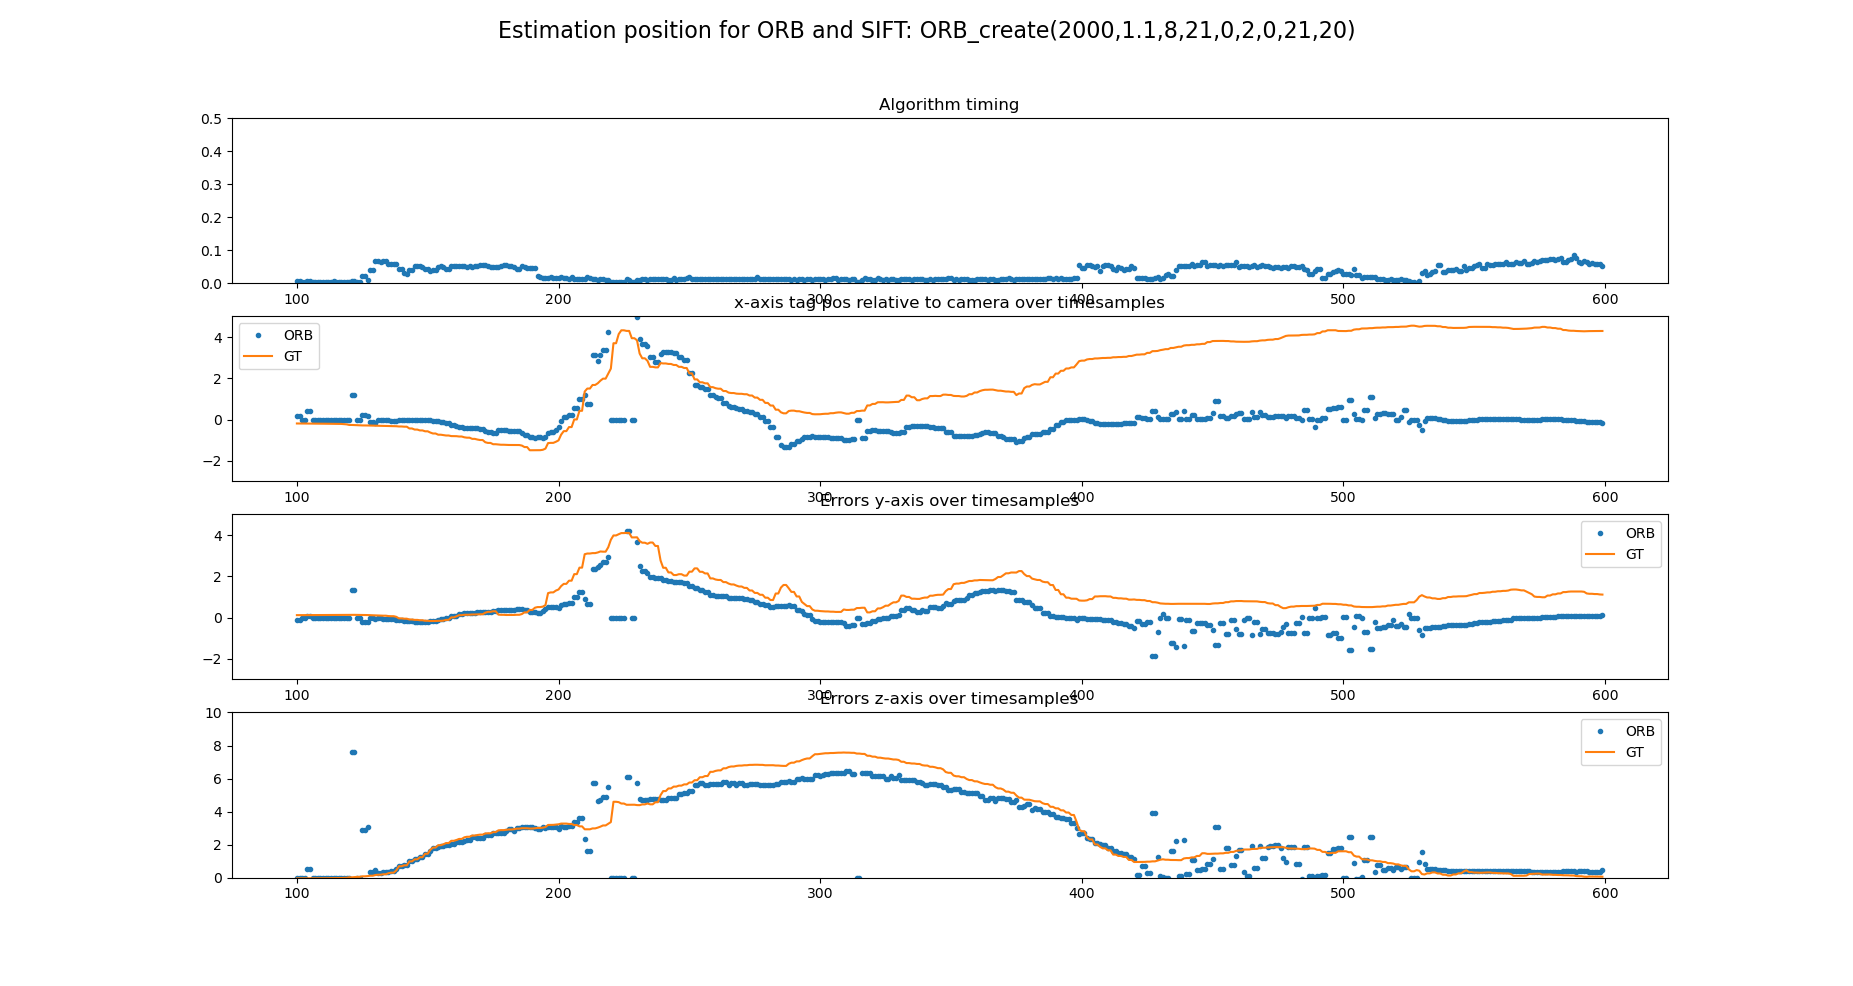 Estimation position for ORB and SIFT: ORB_create(2000,1.1,8,21,0,2,0,21,20)
Algorithm timing
0.5
0.4
0.3
0.2
0.1
0.0
100 200 300 400 500 600
x-axis tag pos relative to camera over timesamples
4
2
0
−2
ORB
GT
100 200 300 400 500 600
Errors y-axis over timesamples
4
2
0
−2
ORB
GT
100 200 300 400 500 600
Errors z-axis over timesamples
10
8
6
4
2
0
ORB
GT
100 200 300 400 500 600